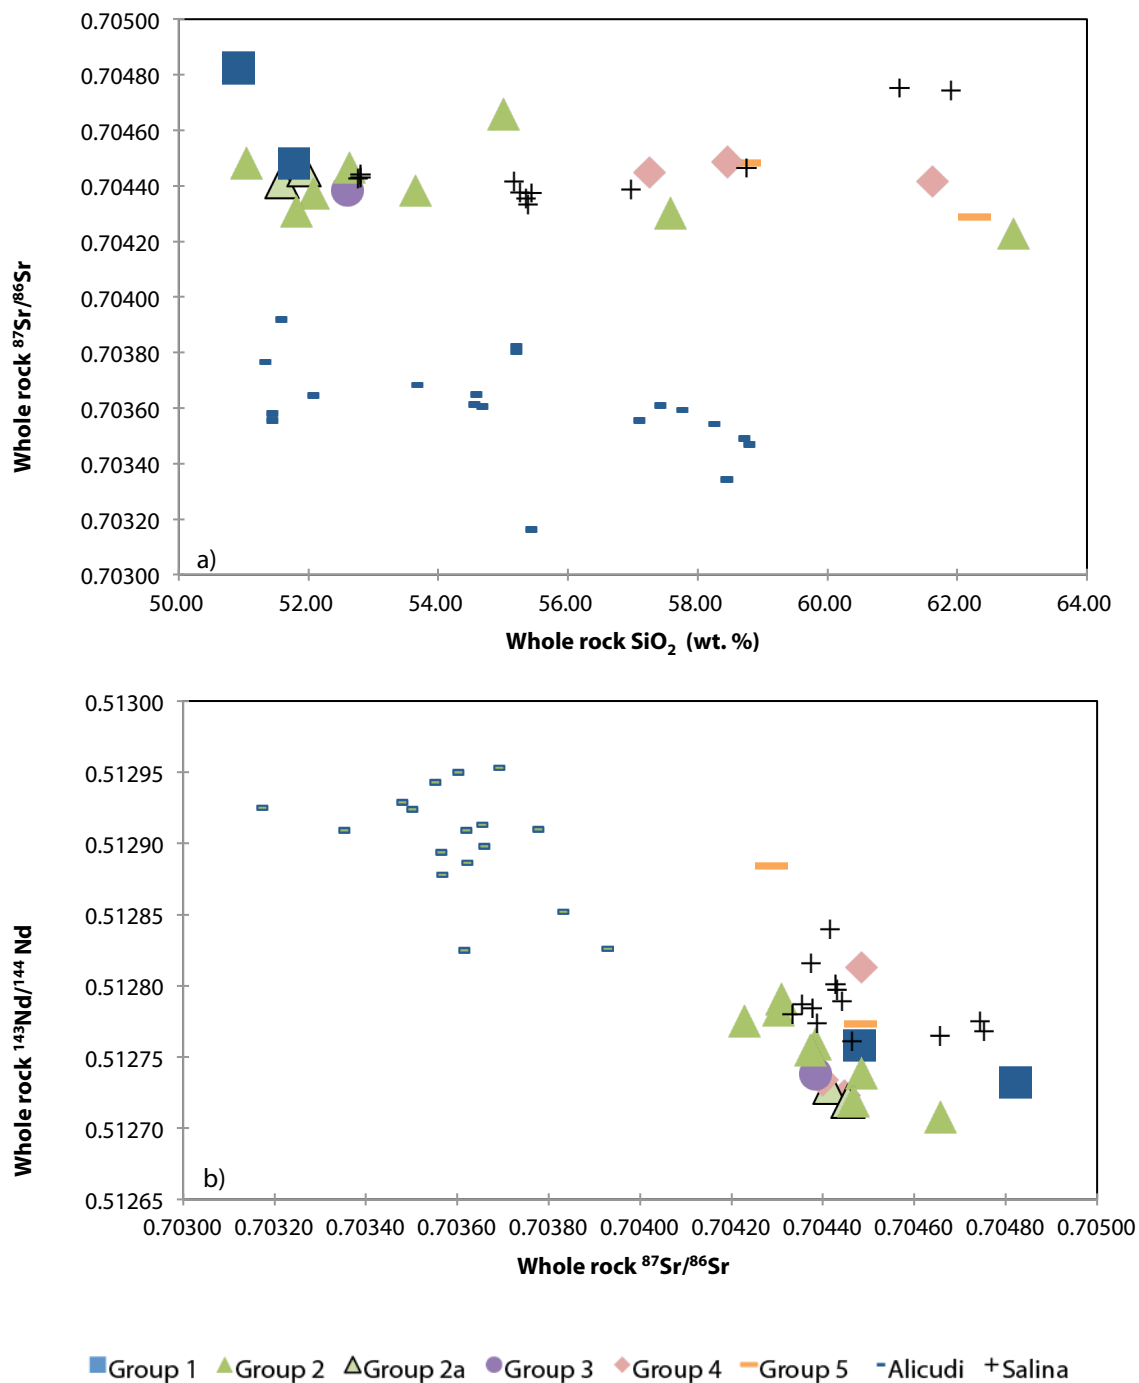 0.70500
0.70480
0.70460
0.70440
0.70420
0.70400
0.70380
0.70360
0.70340
0.70320
0.70300
Whole rock ⁸⁷Sr/⁸⁶Sr
a)
50.00 52.00 54.00 56.00 58.00 60.00 62.00 64.00
Whole rock SiO₂ (wt. %)
0.51300
0.51295
0.51290
0.51285
0.51280
0.51275
0.51270
0.51265
Whole rock ¹⁴³Nd/¹⁴⁴ Nd
b)
0.70300 0.70320 0.70340 0.70360 0.70380 0.70400 0.70420 0.70440 0.70460 0.70480 0.70500
Whole rock ⁸⁷Sr/⁸⁶Sr
Group 1 Group 2 Group 2a Group 3 Group 4 Group 5 Alicudi Salina